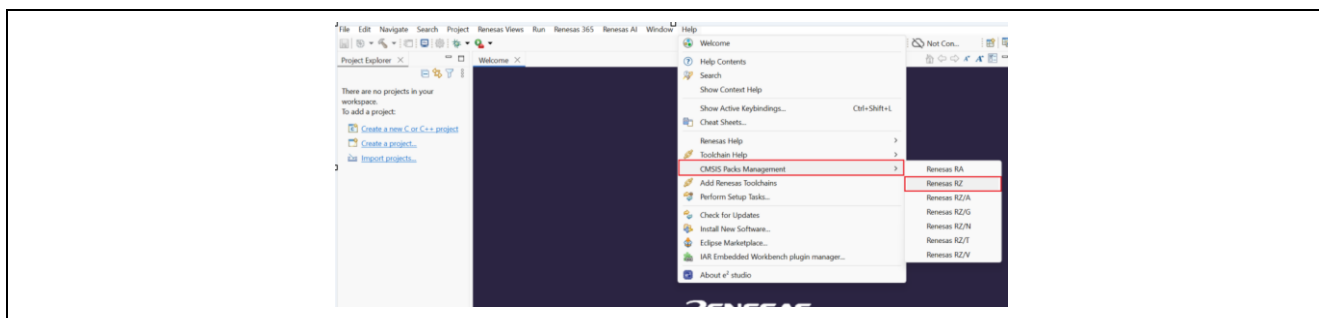 File Edit Navigate Search Project Renesas Views Run Renesas 365 Renesas AI Window Help
Not Con...
Project Explorer
Welcome
There are no projects in your
workspace.
To add a project:
Create a new C or C++ project
Create a project...
Import projects...
Welcome
Help Contents
Search
Show Context Help
Show Active Keybindings... Ctrl+Shift+L
Cheat Sheets...
Renesas Help
Toolchain Help
CMSIS Packs Management
Add Renesas Toolchains
Perform Setup Tasks...
Check for Updates
Install New Software...
Eclipse Marketplace...
IAR Embedded Workbench plugin manager...
About e² studio
Renesas RA
Renesas RZ
Renesas RZ/A
Renesas RZ/G
Renesas RZ/N
Renesas RZ/T
Renesas RZ/V
RENESAS